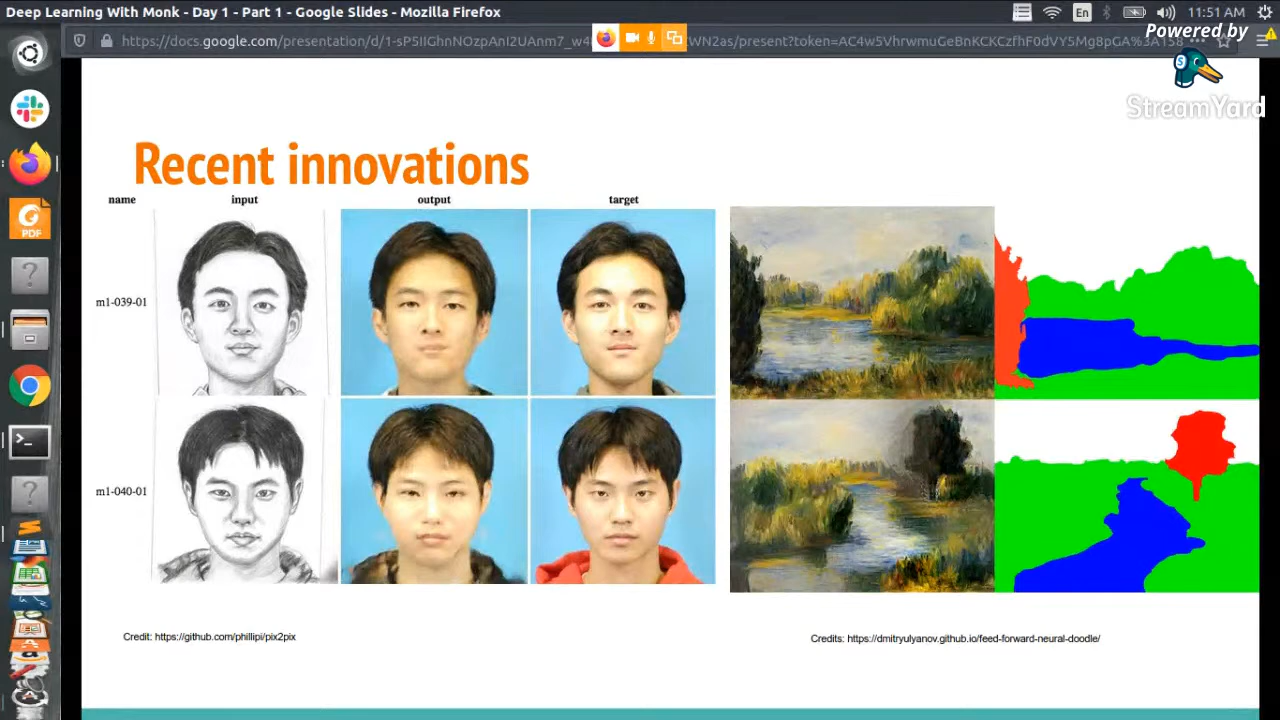 Deep Learning With Monk - Day 1 - Part 1 - Google Slides - Mozilla Firefox
En
11:51 AM
Powered by
StreamYard
PDF
Recent innovations
name input output target
m1-039-01
m1-040-01
Credit: https://github.com/phillipi/pix2pix
Credits: https://dmitryulyanov.github.io/feed-forward-neural-doodle/